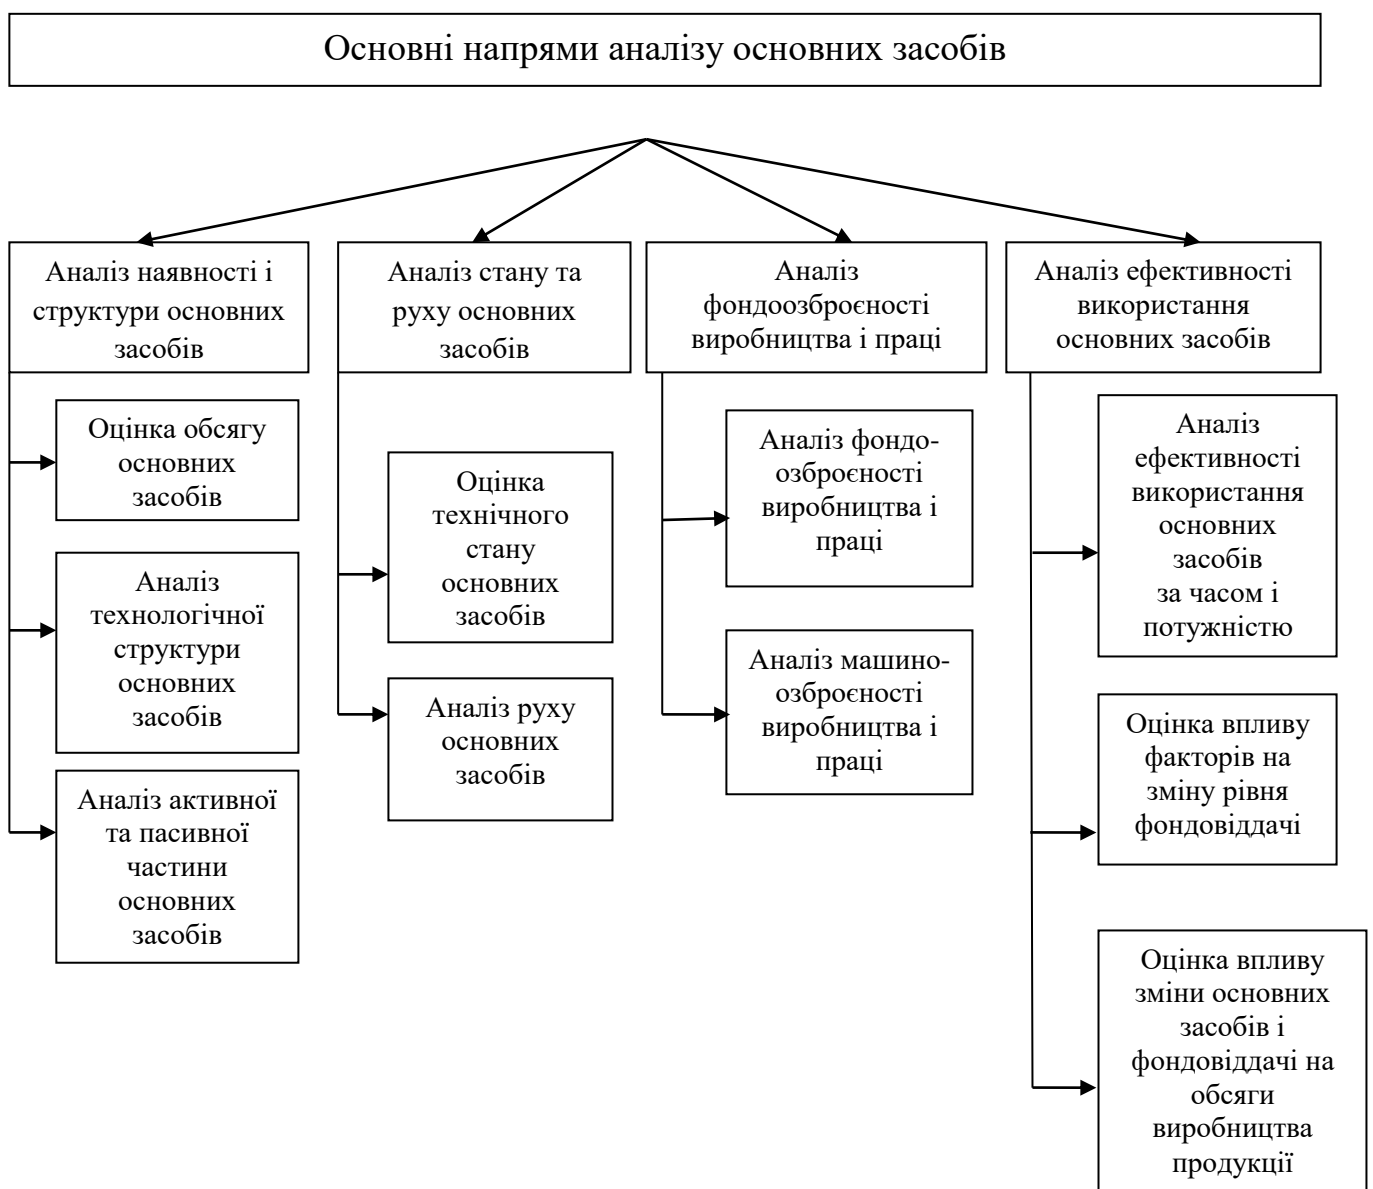 Основні напрями аналізу основних засобів
Аналіз наявності і
структури основних
засобів
Аналіз стану та
руху основних
засобів
Аналіз
фондоозброєності
виробництва і праці
Аналіз ефективності
використання
основних засобів
Оцінка обсягу
основних
засобів
Аналіз
технологічної
структури
основних
засобів
Аналіз активної
та пасивної
частини
основних
засобів
Оцінка
технічного
стану
основних
засобів
Аналіз руху
основних
засобів
Аналіз фондо-
озброєності
виробництва і
праці
Аналіз машино-
озброєності
виробництва і
праці
Аналіз
ефективності
використання
основних
засобів
за часом і
потужністю
Оцінка впливу
факторів на
зміну рівня
фондовіддачі
Оцінка впливу
зміни основних
засобів і
фондовіддачі на
обсяги
виробництва
продукції